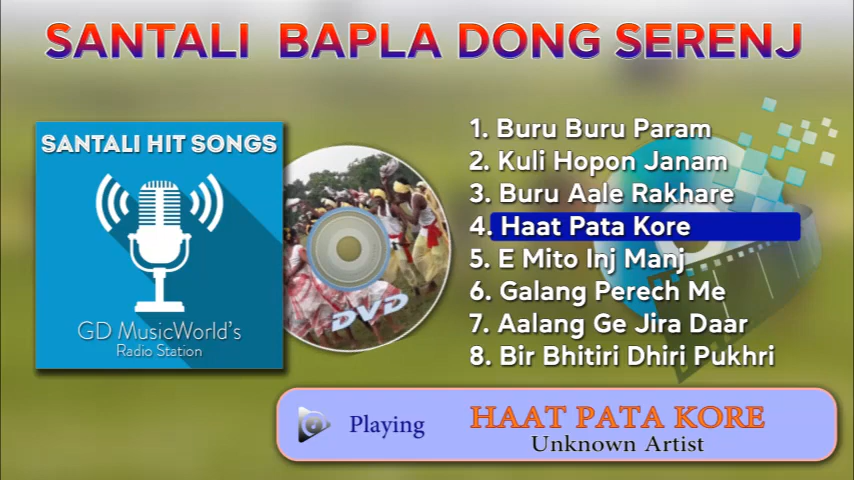 SANTALI BAPLA DONG SERENJ
SANTALI HIT SONGS
GD MusicWorld's
Radio Station
DVD
1. Buru Buru Param
2. Kuli Hopon Janam
3. Buru Aale Rakhare
4. Haat Pata Kore
5. E Mito Inj Manj
6. Galang Perech Me
7. Aalang Ge Jira Daar
8. Bir Bhitiri Dhiri Pukhri
Playing
HAAT PATA KORE
Unknown Artist